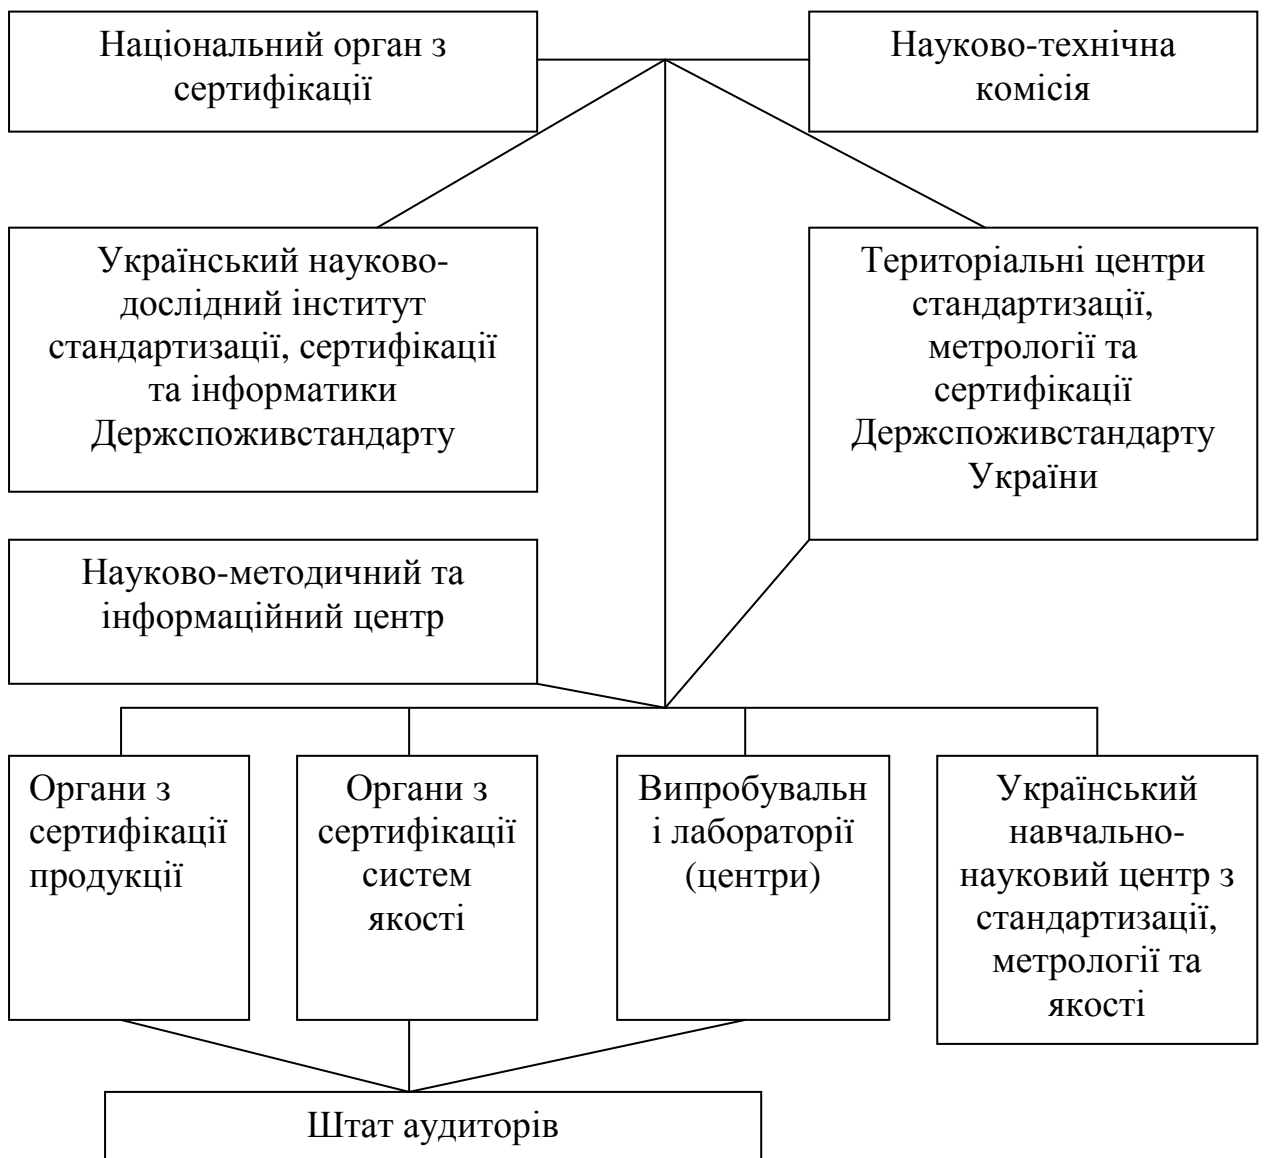 Національний орган з
сертифікації
Науково-технічна
комісія
Український науково-
дослідний інститут
стандартизації, сертифікації
та інформатики
Держспоживстандарту
Територіальні центри
стандартизації,
метрології та
сертифікації
Держспоживстандарту
України
Науково-методичний та
інформаційний центр
Органи з
сертифікації
продукції
Органи з
сертифікації
систем
якості
Випробувальн
і лабораторії
(центри)
Український
навчально-
науковий центр з
стандартизації,
метрології та
якості
Штат аудиторів